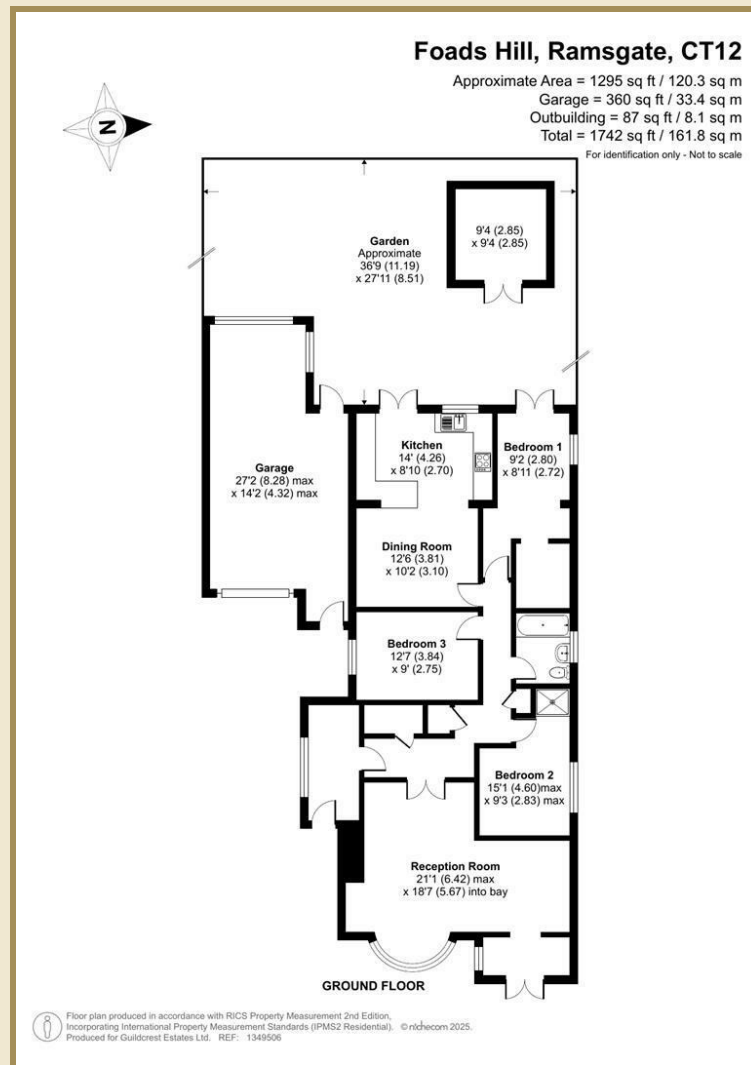 Foads Hill, Ramsgate, CT12
Approximate Area = 1295 sq ft / 120.3 sq m
Garage = 360 sq ft / 33.4 sq m
Outbuilding = 87 sq ft / 8.1 sq m
Total = 1742 sq ft / 161.8 sq m
For identification only - Not to scale
N
9'4 (2.85)
x 9'4 (2.85)
Garden
Approximate
36'9 (11.19)
x 27'11 (8.51)
Kitchen
14' (4.26)
x 8'10 (2.70)
Bedroom 1
9'2 (2.80)
x 8'11 (2.72)
Garage
27'2 (8.28) max
x 14'2 (4.32) max
Dining Room
12'6 (3.81)
x 10'2 (3.10)
Bedroom 3
12'7 (3.84)
x 9' (2.75)
Bedroom 2
15'1 (4.60)max
x 9'3 (2.83) max
Reception Room
21'1 (6.42) max
x 18'7 (5.67) into bay
GROUND FLOOR
Floor plan produced in accordance with RICS Property Measurement 2nd Edition,
Incorporating International Property Measurement Standards (IPMS2 Residential). ©nichecom 2025.
Produced for Guildcrest Estates Ltd. REF: 1349506